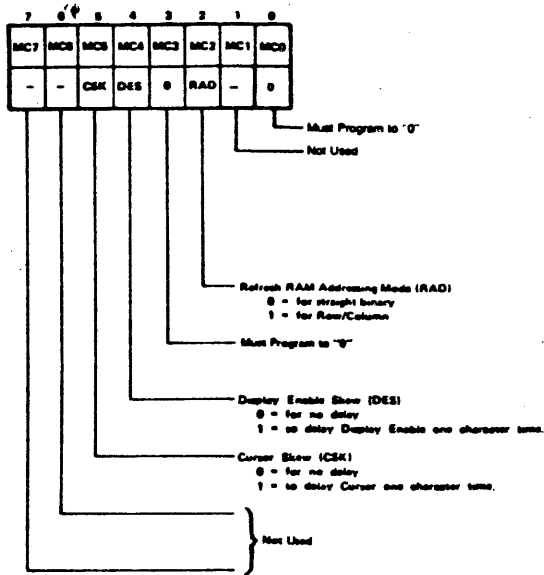 7 6 5 4 3 2 1 0
MC7 MC6 MC5 MC4 MC3 MC2 MC1 MC0
– – CSK DES 0 RAD – 0
Must Program to "0"
Not Used
Refresh RAM Addressing Mode (RAD)
0 = for straight binary
1 = for Row/Column
Must Program to "0"
Display Enable Skew (DES)
0 = for no delay
1 = to delay Display Enable one character time.
Cursor Skew (CSK)
0 = for no delay
1 = to delay Cursor one character time.
Not Used